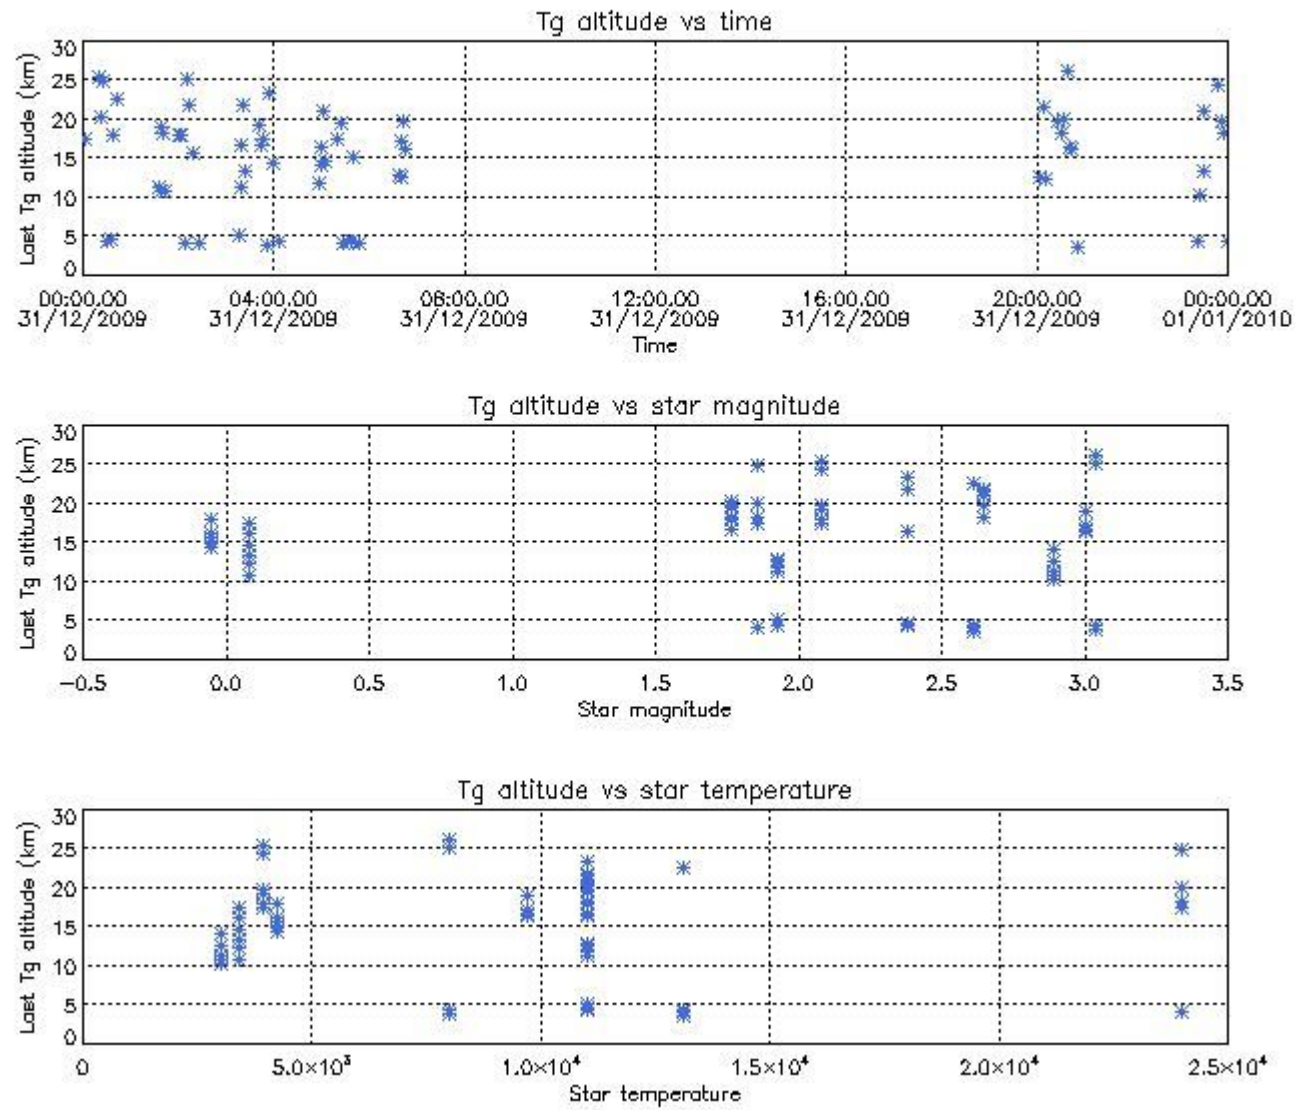 Tg altitude vs time
Last Tg altitude (km)
30
25
20
15
10
5
0
00:00.00 04:00.00 08:00.00 12:00.00 16:00.00 20:00.00 00:00.00
31/12/2009 31/12/2009 31/12/2009 31/12/2009 31/12/2009 31/12/2009 01/01/2010
Time
Tg altitude vs star magnitude
Last Tg altitude (km)
30
25
20
15
10
5
0
−0.5 0.0 0.5 1.0 1.5 2.0 2.5 3.0 3.5
Star magnitude
Tg altitude vs star temperature
Last Tg altitude (km)
30
25
20
15
10
5
0
0 5.0×10³ 1.0×10⁴ 1.5×10⁴ 2.0×10⁴ 2.5×10⁴
Star temperature